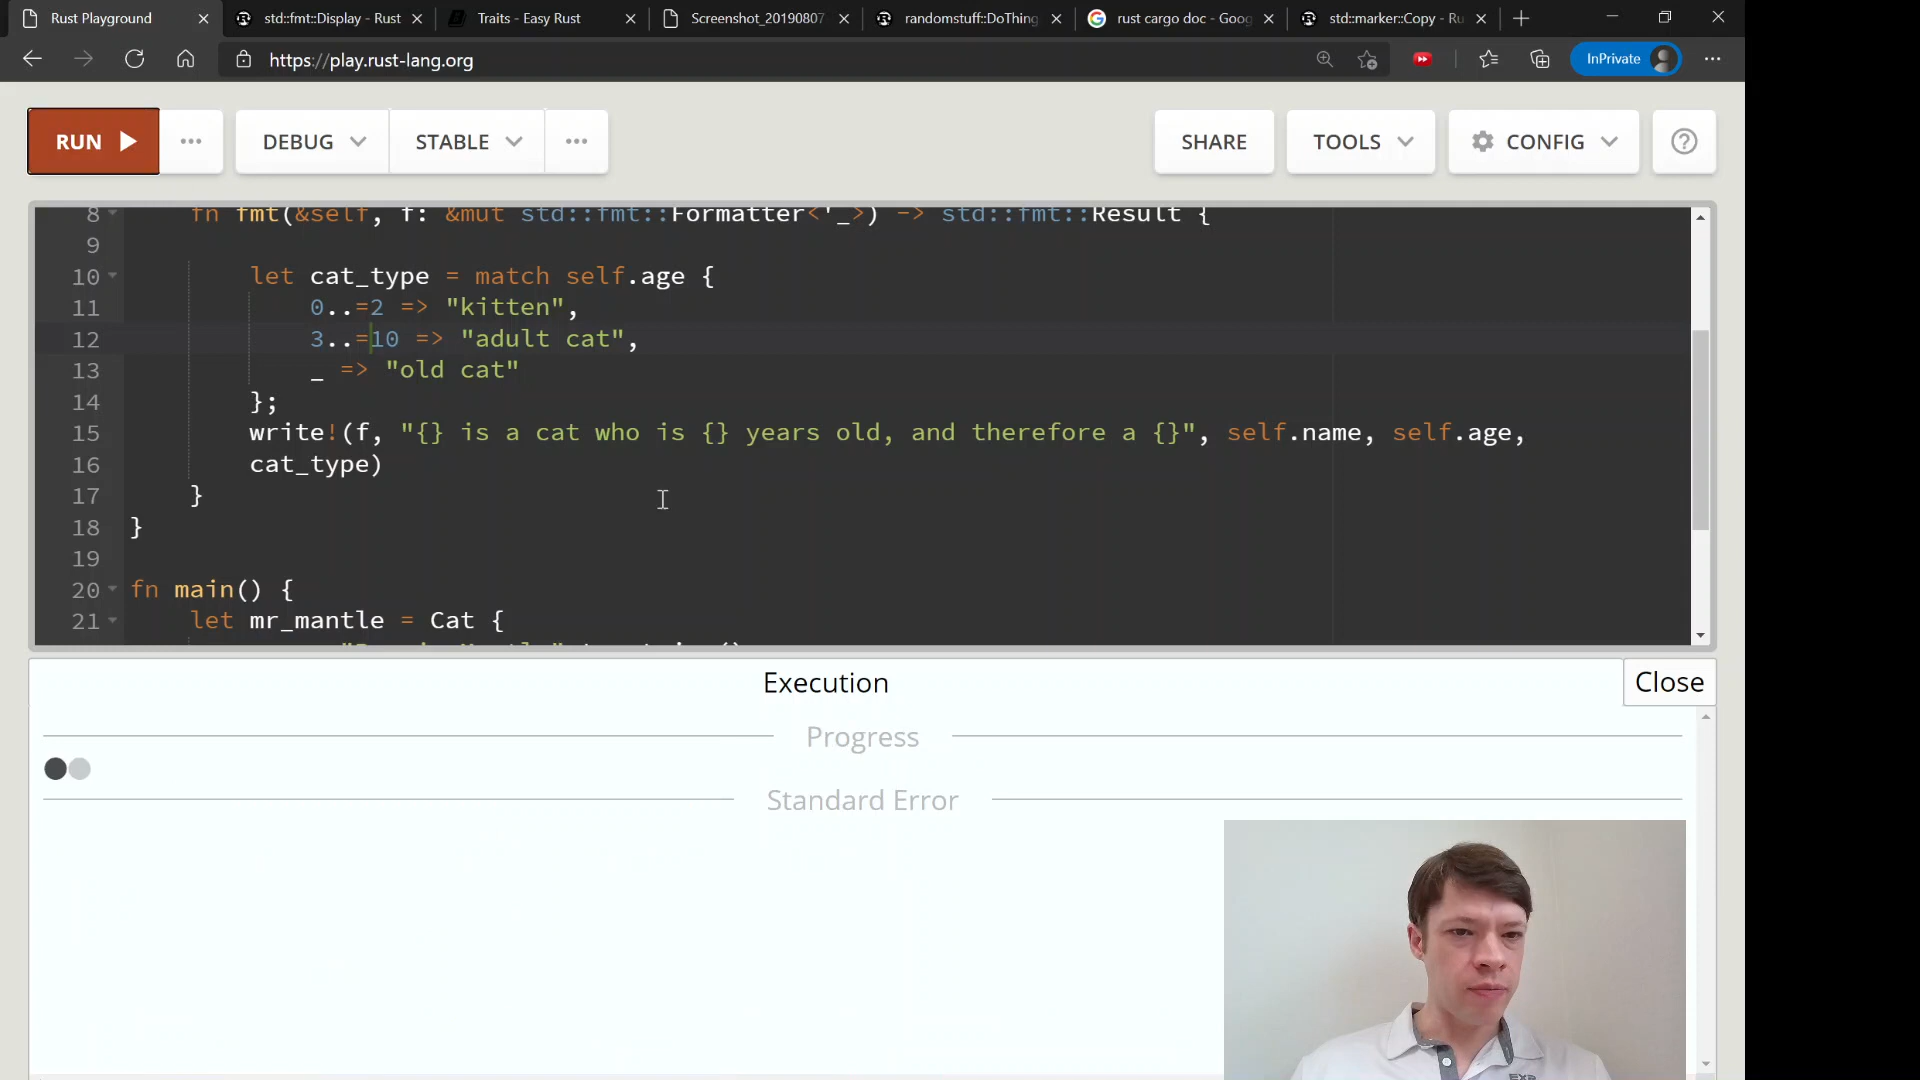 Rust Playground
std::fmt::Display - Rust
Traits - Easy Rust
Screenshot_20190807
randomstuff::DoThing
rust cargo doc - Goog
std::marker::Copy - Ru
https://play.rust-lang.org
InPrivate
RUN
DEBUG
STABLE
SHARE
TOOLS
CONFIG
8 fn fmt(&self, f: &mut std::fmt::Formatter<'_>) -> std::fmt::Result {
9
10 let cat_type = match self.age {
11 0..=2 => "kitten",
12 3..=10 => "adult cat",
13 _ => "old cat"
14 };
15 write!(f, "{} is a cat who is {} years old, and therefore a {}", self.name, self.age,
16 cat_type)
17 }
18 }
19
20 fn main() {
21 let mr_mantle = Cat {
Execution
Close
Progress
Standard Error